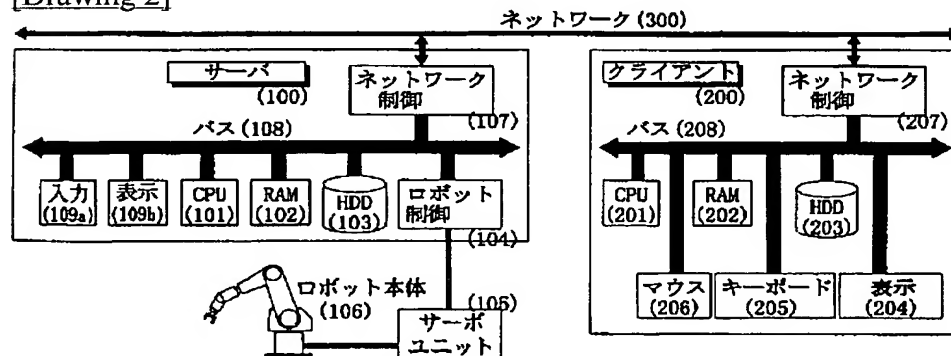 [Drawing 2]
ネットワーク(300)
サーバ
(100)
ネットワーク
制御
(107)
バス(108)
入力
(109a)
表示
(109b)
CPU
(101)
RAM
(102)
HDD
(103)
ロボット
制御
(104)
ロボット本体
(106)
(105)
サーボ
ユニット
クライアント
(200)
ネットワーク
制御
(207)
バス(208)
CPU
(201)
RAM
(202)
HDD
(203)
マウス
(206)
キーボード
(205)
表示
(204)